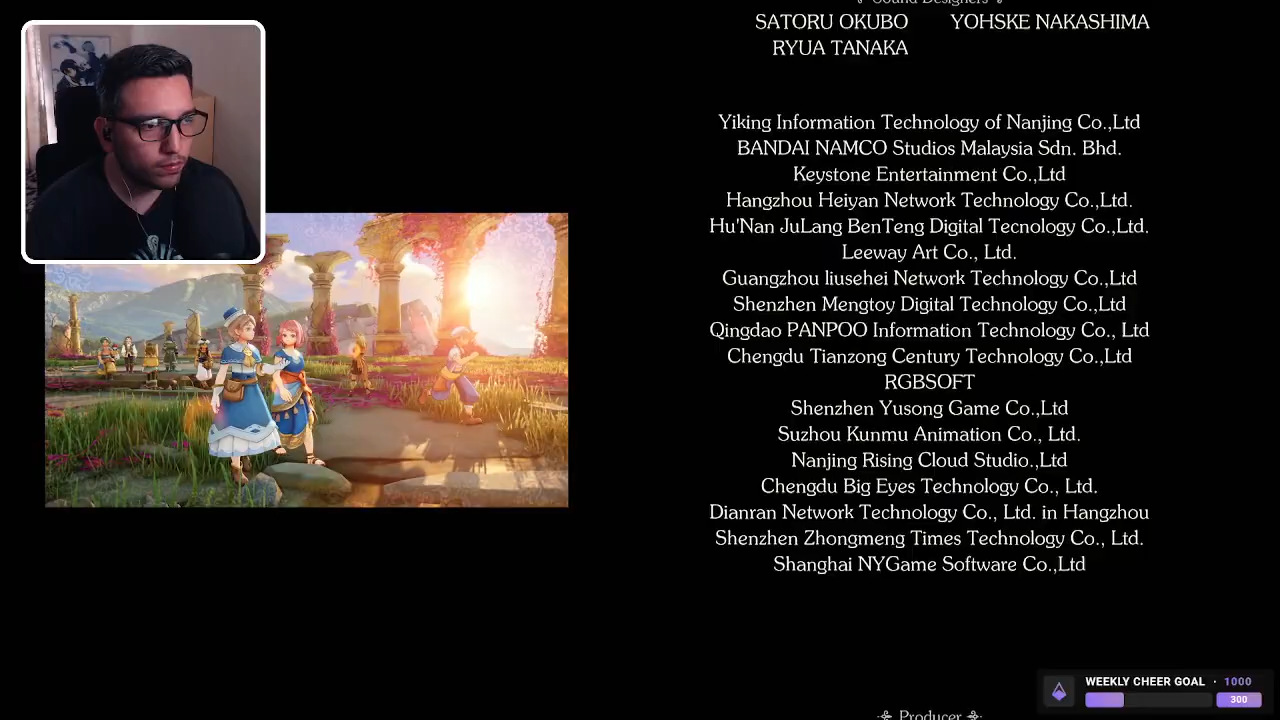 Sound Designers
SATORU OKUBO YOHSKE NAKASHIMA
RYUA TANAKA
Yiking Information Technology of Nanjing Co.,Ltd
BANDAI NAMCO Studios Malaysia Sdn. Bhd.
Keystone Entertainment Co.,Ltd
Hangzhou Heiyan Network Technology Co.,Ltd.
Hu'Nan JuLang BenTeng Digital Tecnology Co.,Ltd.
Leeway Art Co., Ltd.
Guangzhou liusehei Network Technology Co.,Ltd
Shenzhen Mengtoy Digital Technology Co.,Ltd
Qingdao PANPOO Information Technology Co., Ltd
Chengdu Tianzong Century Technology Co.,Ltd
RGBSOFT
Shenzhen Yusong Game Co.,Ltd
Suzhou Kunmu Animation Co., Ltd.
Nanjing Rising Cloud Studio.,Ltd
Chengdu Big Eyes Technology Co., Ltd.
Dianran Network Technology Co., Ltd. in Hangzhou
Shenzhen Zhongmeng Times Technology Co., Ltd.
Shanghai NYGame Software Co.,Ltd
WEEKLY CHEER GOAL · 1000
300
Producer